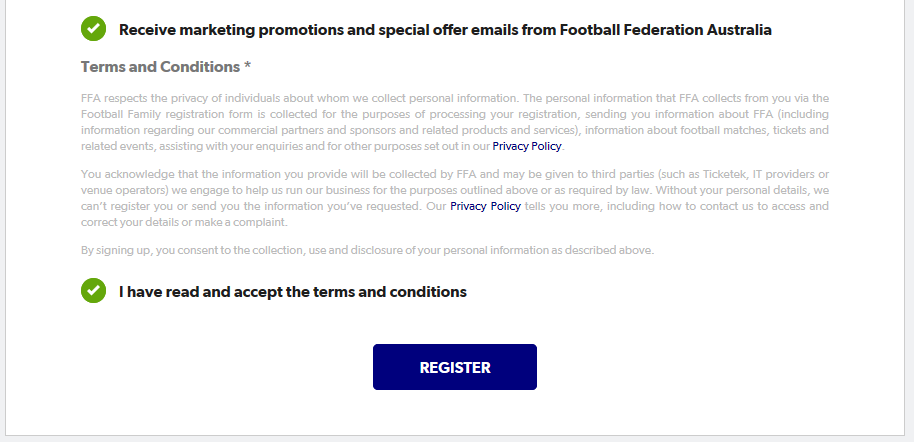 Receive marketing promotions and special offer emails from Football Federation Australia
Terms and Conditions *
FFA respects the privacy of individuals about whom we collect personal information. The personal information that FFA collects from you via the
Football Family registration form is collected for the purposes of processing your registration, sending you information about FFA (including
information regarding our commercial partners and sponsors and related products and services), information about football matches, tickets and
related events, assisting with your enquiries and for other purposes set out in our Privacy Policy.
You acknowledge that the information you provide will be collected by FFA and may be given to third parties (such as Ticketek, IT providers or
venue operators) we engage to help us run our business for the purposes outlined above or as required by law. Without your personal details, we
can't register you or send you the information you've requested. Our Privacy Policy tells you more, including how to contact us to access and
correct your details or make a complaint.
By signing up, you consent to the collection, use and disclosure of your personal information as described above.
I have read and accept the terms and conditions
REGISTER